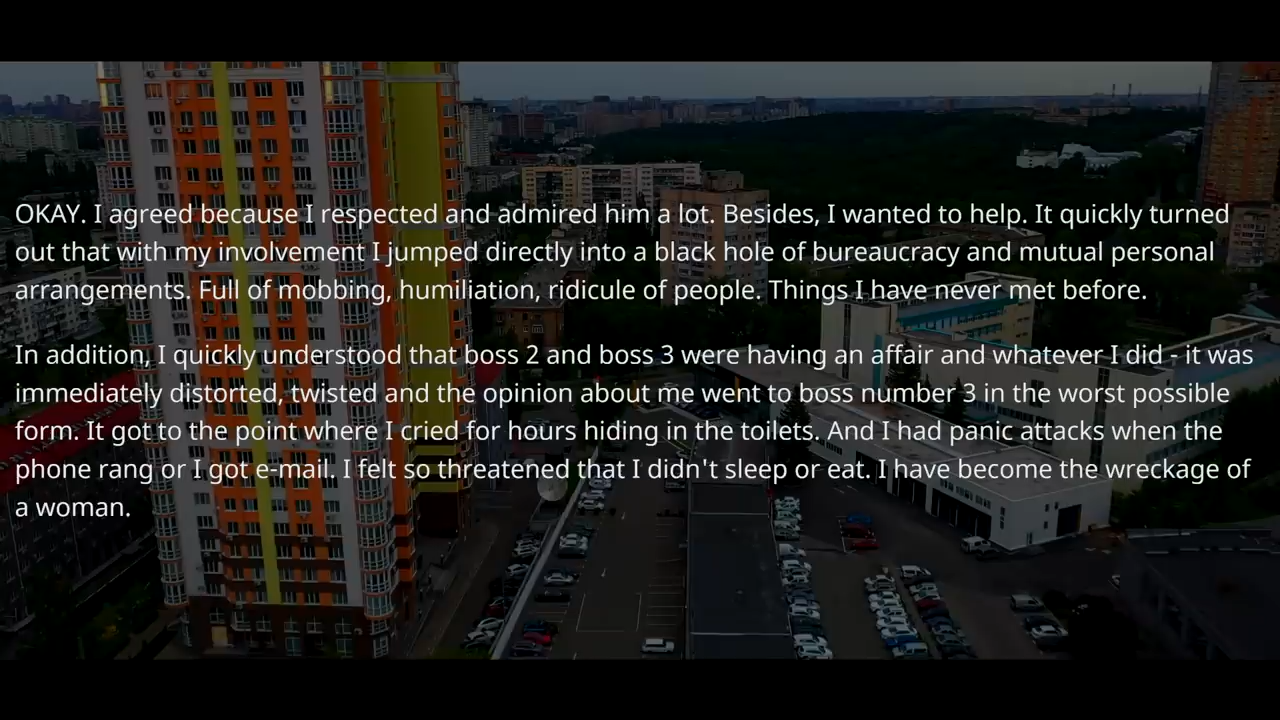 OKAY. I agreed because I respected and admired him a lot. Besides, I wanted to help. It quickly turned
out that with my involvement I jumped directly into a black hole of bureaucracy and mutual personal
arrangements. Full of mobbing, humiliation, ridicule of people. Things I have never met before.
In addition, I quickly understood that boss 2 and boss 3 were having an affair and whatever I did - it was
immediately distorted, twisted and the opinion about me went to boss number 3 in the worst possible
form. It got to the point where I cried for hours hiding in the toilets. And I had panic attacks when the
phone rang or I got e-mail. I felt so threatened that I didn't sleep or eat. I have become the wreckage of
a woman.